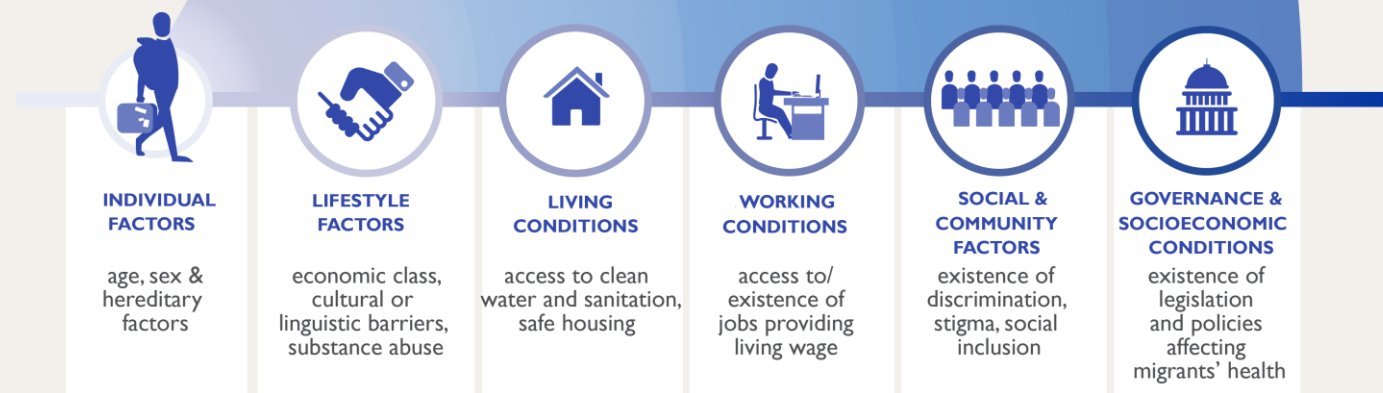 INDIVIDUAL
FACTORS
age, sex &
hereditary
factors
LIFESTYLE
FACTORS
economic class,
cultural or
linguistic barriers,
substance abuse
LIVING
CONDITIONS
access to clean
water and sanitation,
safe housing
WORKING
CONDITIONS
access to/
existence of
jobs providing
living wage
SOCIAL &
COMMUNITY
FACTORS
existence of
discrimination,
stigma, social
inclusion
GOVERNANCE &
SOCIOECONOMIC
CONDITIONS
existence of
legislation
and policies
affecting
migrants' health